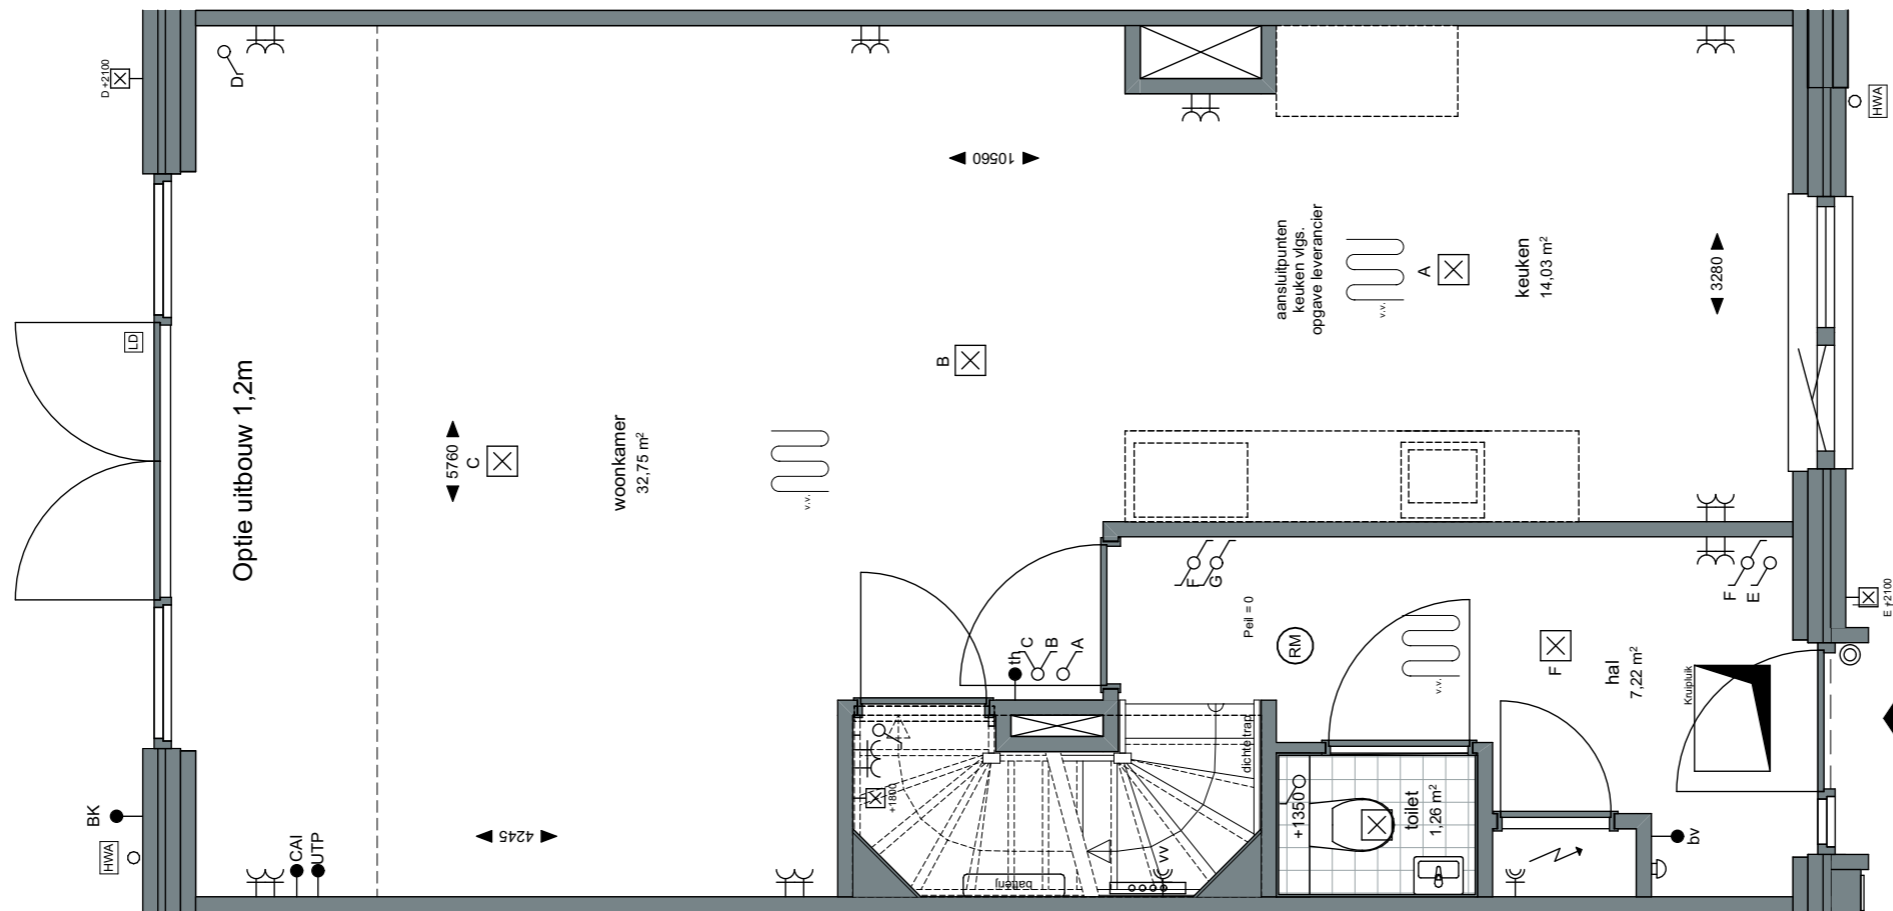 D +2100
D
HWA
10560
aansluitpunten
keuken vlgs.
opgave leverancier
v.v.
A
keuken
14,03 m²
3280
LD
Optie uitbouw 1,2m
5760
C
woonkamer
32,75 m²
v.v.
B
F
G
Peil = 0
RM
F
E
E +2100
th
C
B
A
v.v.
F
hal
7,22 m²
Kruipluik
BK
HWA
CAI
UTP
4245
+1800
dichte trap
batterij
vv
+1350
toilet
1,26 m²
bv